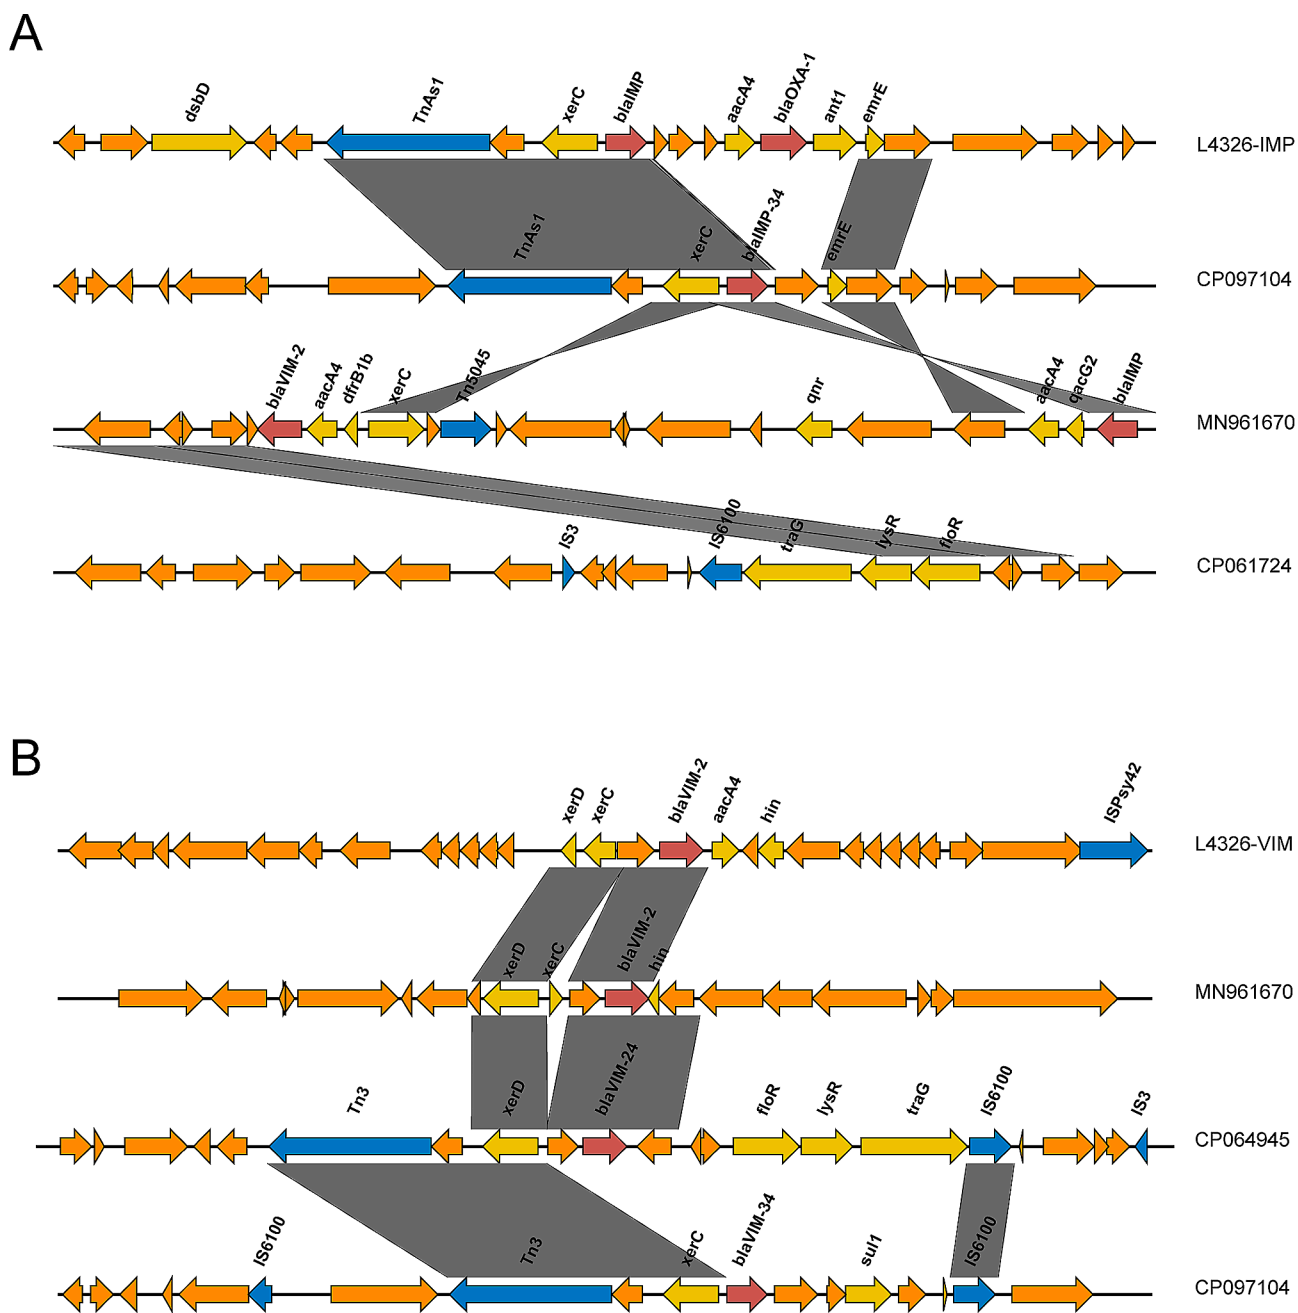 A
dsbD TnAs1 xerC blaIMP aacA4 blaOXA-1 ant1 emrE
L4326-IMP
TnAs1 xerC blaIMP-34 emrE
CP097104
blaVIM-2 aacA4 dfrB1b xerC Tn5045 qnr aacA4 qacG2 blaIMP
MN961670
IS3 IS6100 traG lysR floR
CP061724
B
xerD xerC blaVIM-2 aacA4 hin ISPsy42
L4326-VIM
xerD xerC blaVIM-2 hin
MN961670
Tn3 xerD blaVIM-24 floR lysR traG IS6100 IS3
CP064945
IS6100 Tn3 xerC blaVIM-34 sul1 IS6100
CP097104